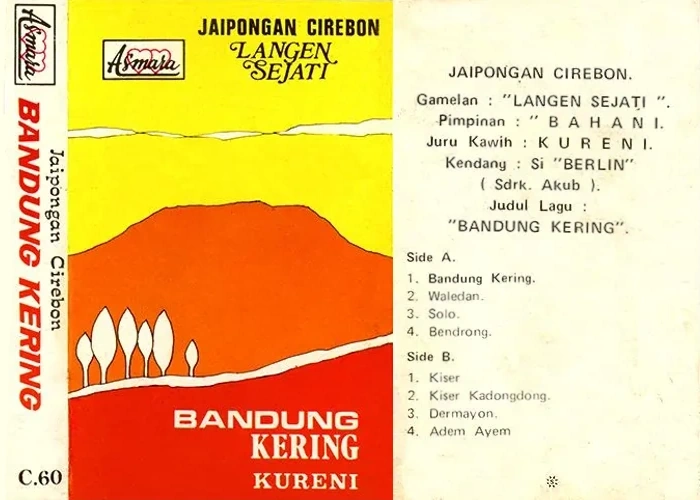 Asmara
Jaipongan Cirebon
BANDUNG KERING
C.60
JAIPONGAN CIREBON
Asmara
LANGEN
SEJATI
BANDUNG
KERING
KURENI
JAIPONGAN CIREBON.
Gamelan : "LANGEN SEJATI ".
Pimpinan : " B A H A N I.
Juru Kawih : K U R E N I.
Kendang : Si "BERLIN"
( Sdrk. Akub ).
Judul Lagu :
"BANDUNG KERING".
Side A.
1. Bandung Kering.
2. Waledan.
3. Solo.
4. Bendrong.
Side B.
1. Kiser
2. Kiser Kadongdong.
3. Dermayon.
4. Adem Ayem